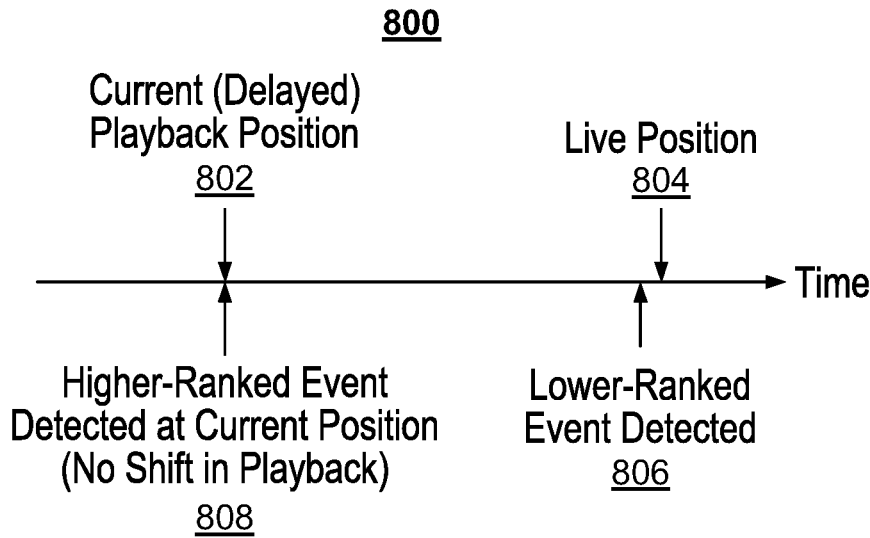 800
Current (Delayed)
Playback Position
802
Live Position
804
Time
Higher-Ranked Event
Detected at Current Position
(No Shift in Playback)
808
Lower-Ranked
Event Detected
806